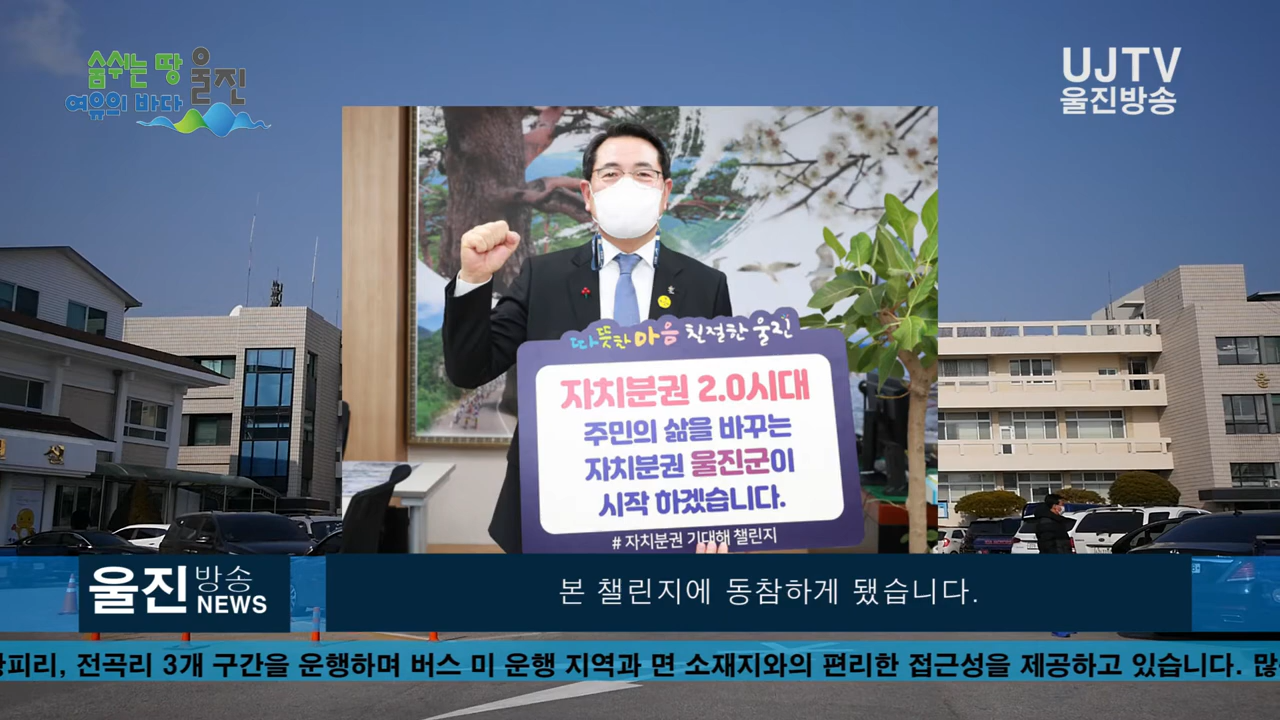 숨쉬는 땅
여유의 바다
울진
UJTV
울진방송
따뜻한 마음 친절한 울진
자치분권 2.0시대
주민의 삶을 바꾸는
자치분권 울진군이
시작 하겠습니다.
# 자치분권 기대해 챌린지
울진 방송
NEWS
본 챌린지에 동참하게 됐습니다.
피리, 전곡리 3개 구간을 운행하며 버스 미 운행 지역과 면 소재지와의 편리한 접근성을 제공하고 있습니다. 많